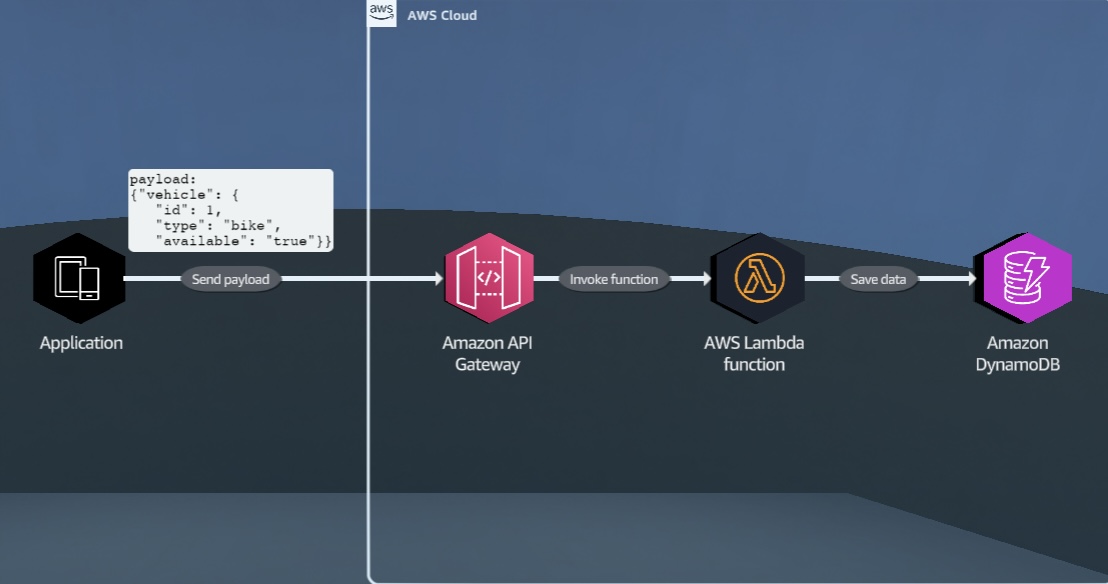 aws
AWS Cloud
payload:
{"vehicle": {
"id": 1,
"type": "bike",
"available": "true"}}
Send payload
Invoke function
Save data
Application
Amazon API
Gateway
AWS Lambda
function
Amazon
DynamoDB